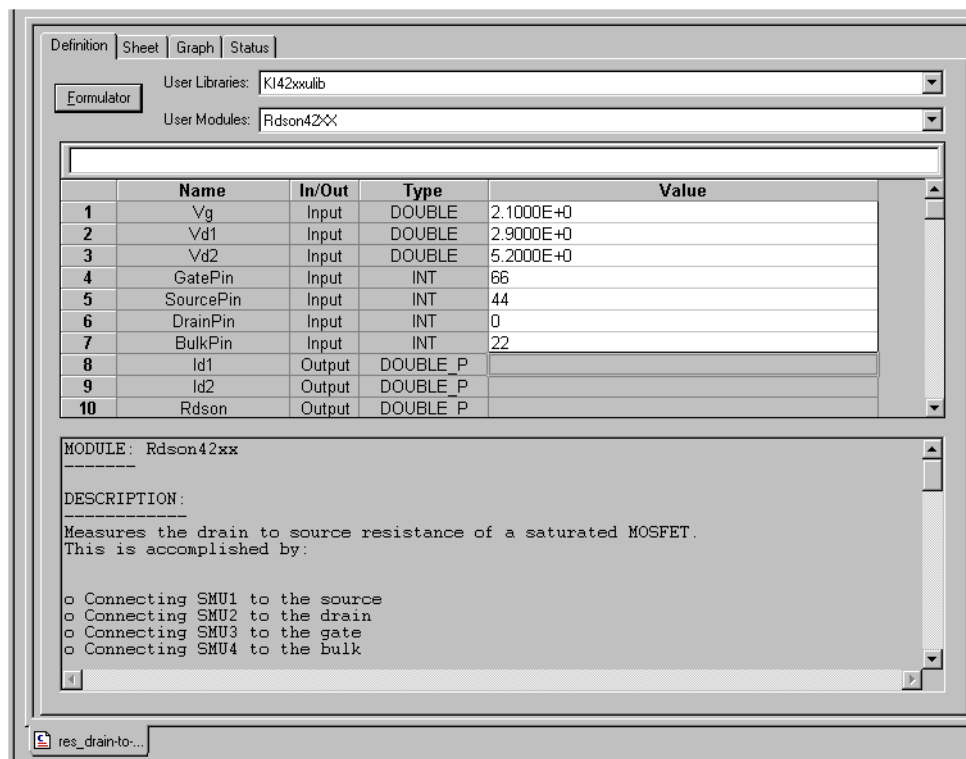 Definition Sheet Graph Status
Formulator
User Libraries: KI42xxulib
User Modules: Rdson42XX
Name In/Out Type Value
1 Vg Input DOUBLE 2.1000E+0
2 Vd1 Input DOUBLE 2.9000E+0
3 Vd2 Input DOUBLE 5.2000E+0
4 GatePin Input INT 66
5 SourcePin Input INT 44
6 DrainPin Input INT 0
7 BulkPin Input INT 22
8 Id1 Output DOUBLE_P
9 Id2 Output DOUBLE_P
10 Rdson Output DOUBLE_P
MODULE: Rdson42xx
-------
DESCRIPTION:
------------
Measures the drain to source resistance of a saturated MOSFET.
This is accomplished by:
o Connecting SMU1 to the source
o Connecting SMU2 to the drain
o Connecting SMU3 to the gate
o Connecting SMU4 to the bulk
res_drain-to-...